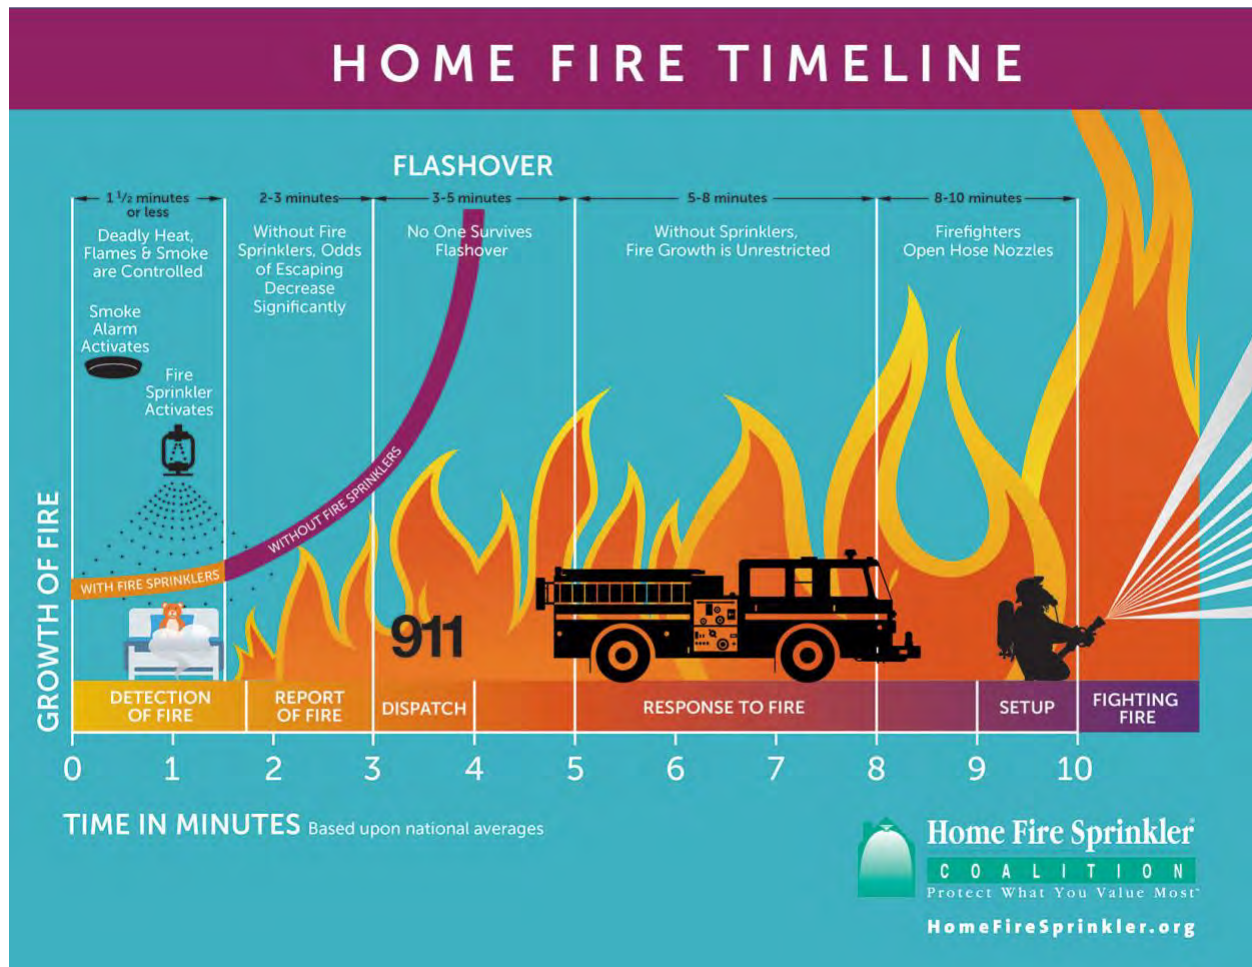 HOME FIRE TIMELINE
FLASHOVER
1 1/2 minutes
or less
Deadly Heat,
Flames & Smoke
are Controlled
Smoke
Alarm
Activates
Fire
Sprinkler
Activates
2-3 minutes
Without Fire
Sprinklers, Odds
of Escaping
Decrease
Significantly
3-5 minutes
No One Survives
Flashover
5-8 minutes
Without Sprinklers,
Fire Growth is Unrestricted
8-10 minutes
Firefighters
Open Hose Nozzles
GROWTH OF FIRE
WITH FIRE SPRINKLERS
WITHOUT FIRE SPRINKLERS
911
DETECTION
OF FIRE
REPORT
OF FIRE
DISPATCH
RESPONSE TO FIRE
SETUP
FIGHTING
FIRE
0 1 2 3 4 5 6 7 8 9 10
TIME IN MINUTES Based upon national averages
Home Fire Sprinkler®
COALITION
Protect What You Value Most™
HomeFireSprinkler.org